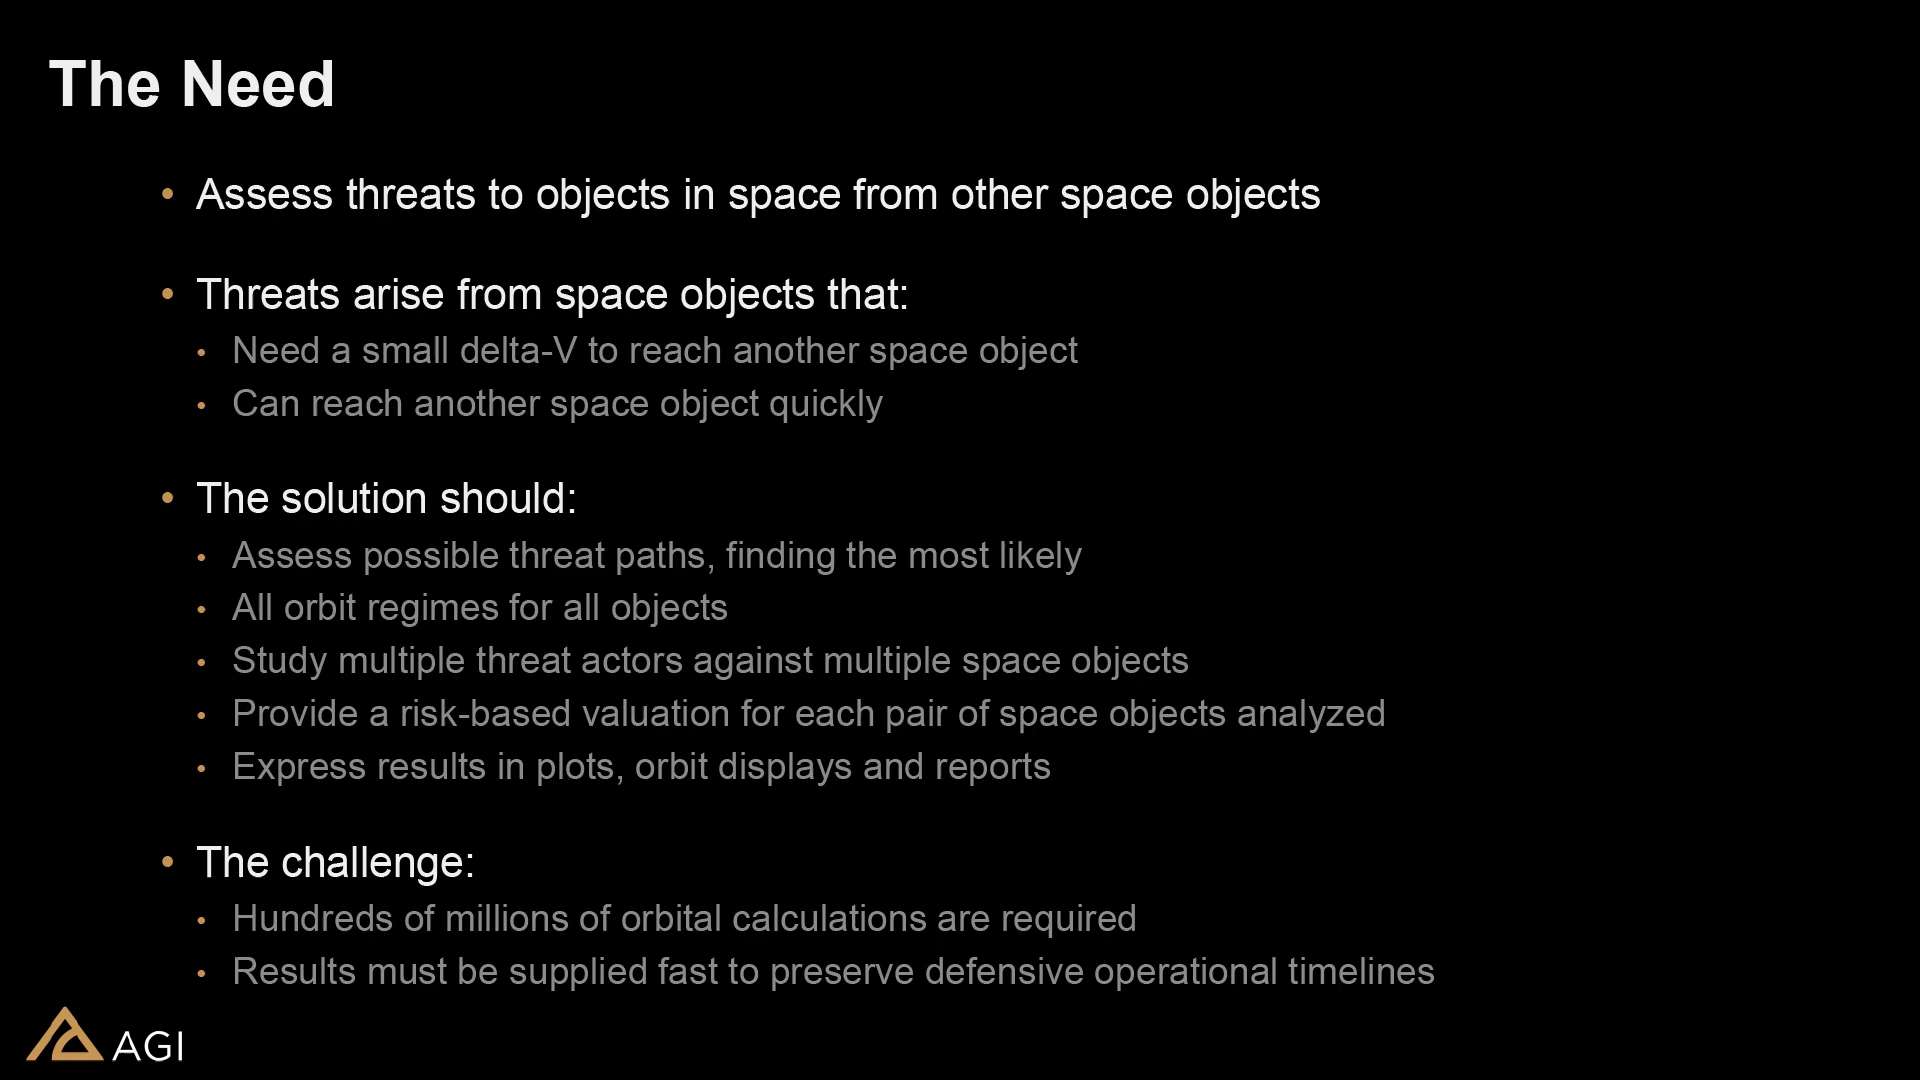 The Need
• Assess threats to objects in space from other space objects
• Threats arise from space objects that:
• Need a small delta-V to reach another space object
• Can reach another space object quickly
• The solution should:
• Assess possible threat paths, finding the most likely
• All orbit regimes for all objects
• Study multiple threat actors against multiple space objects
• Provide a risk-based valuation for each pair of space objects analyzed
• Express results in plots, orbit displays and reports
• The challenge:
• Hundreds of millions of orbital calculations are required
• Results must be supplied fast to preserve defensive operational timelines
AGI